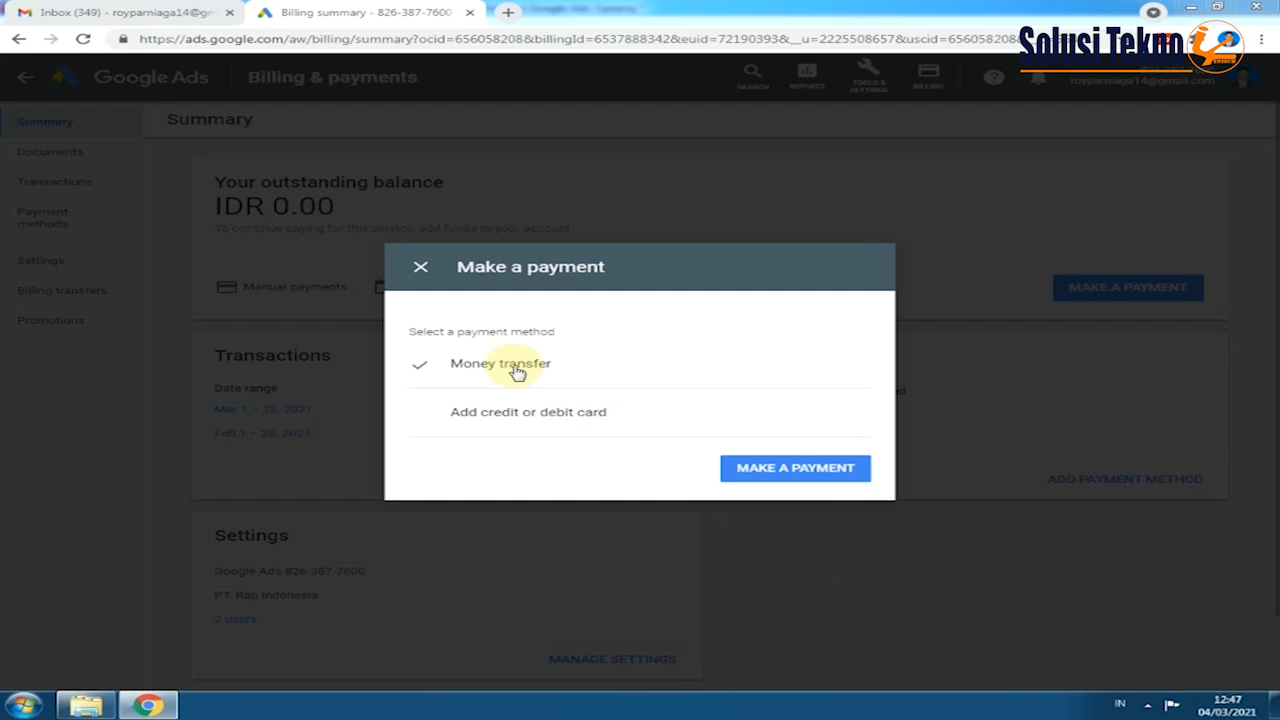 Inbox (349) - royparniaga14@gm
Billing summary - 826-387-7600
https://ads.google.com/aw/billing/summary?ocid=656058208&billingId=6537888342&euid=72190393&__u=2225508657&uscid=65605820
Solusi Tekno
Google Ads
Billing & payments
SEARCH
REPORTS
TOOLS &
SETTINGS
BILLING
royparniaga14@gmail.com
Summary
Documents
Transactions
Payment
methods
Settings
Billing transfers
Promotions
Summary
Your outstanding balance
IDR 0.00
To continue paying for this service, add funds to your account
Manual payments
MAKE A PAYMENT
Make a payment
Select a payment method
Money transfer
Add credit or debit card
MAKE A PAYMENT
Transactions
Date range
Mar 1 – 28, 2021
Feb 1 – 28, 2021
ADD PAYMENT METHOD
Settings
Google Ads 826-387-7600
PT. Rap Indonesia
2 users
MANAGE SETTINGS
IN
12:47
04/03/2021